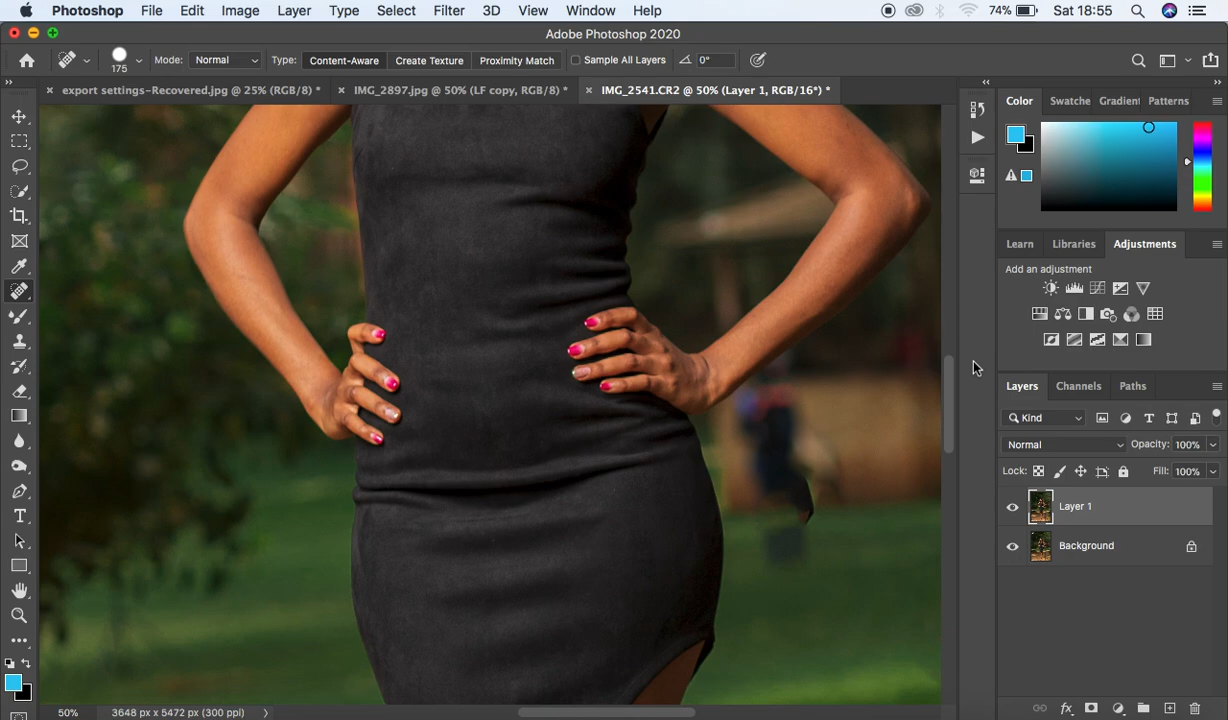 Photoshop File Edit Image Layer Type Select Filter 3D View Window Help 74% Sat 18:55
Adobe Photoshop 2020
175 Mode: Normal Type: Content-Aware Create Texture Proximity Match Sample All Layers 0°
export settings-Recovered.jpg @ 25% (RGB/8) * IMG_2897.jpg @ 50% (LF copy, RGB/8) * IMG_2541.CR2 @ 50% (Layer 1, RGB/16*) *
Color Swatche Gradient Patterns
Learn Libraries Adjustments
Add an adjustment
Layers Channels Paths
Kind
Normal Opacity: 100%
Lock: Fill: 100%
Layer 1
Background
50% 3648 px x 5472 px (300 ppi)